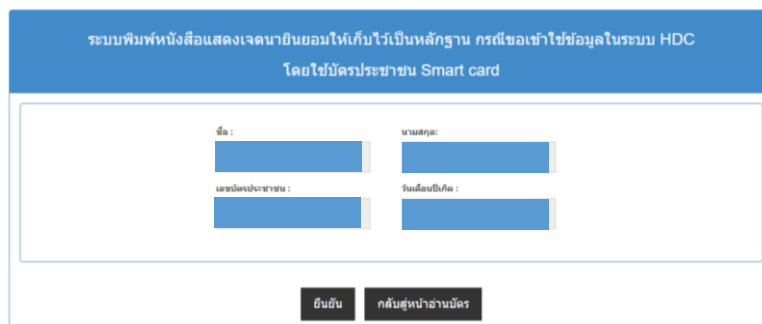 ระบบพิมพ์หนังสือแสดงเจตนายินยอมให้เก็บไว้เป็นหลักฐาน กรณีขอเข้าใช้ข้อมูลในระบบ HDC
โดยใช้บัตรประชาชน Smart card
ชื่อ : นามสกุล:
เลขบัตรประชาชน : วันเดือนปีเกิด :
ยืนยัน กลับสู่หน้าอ่านบัตร